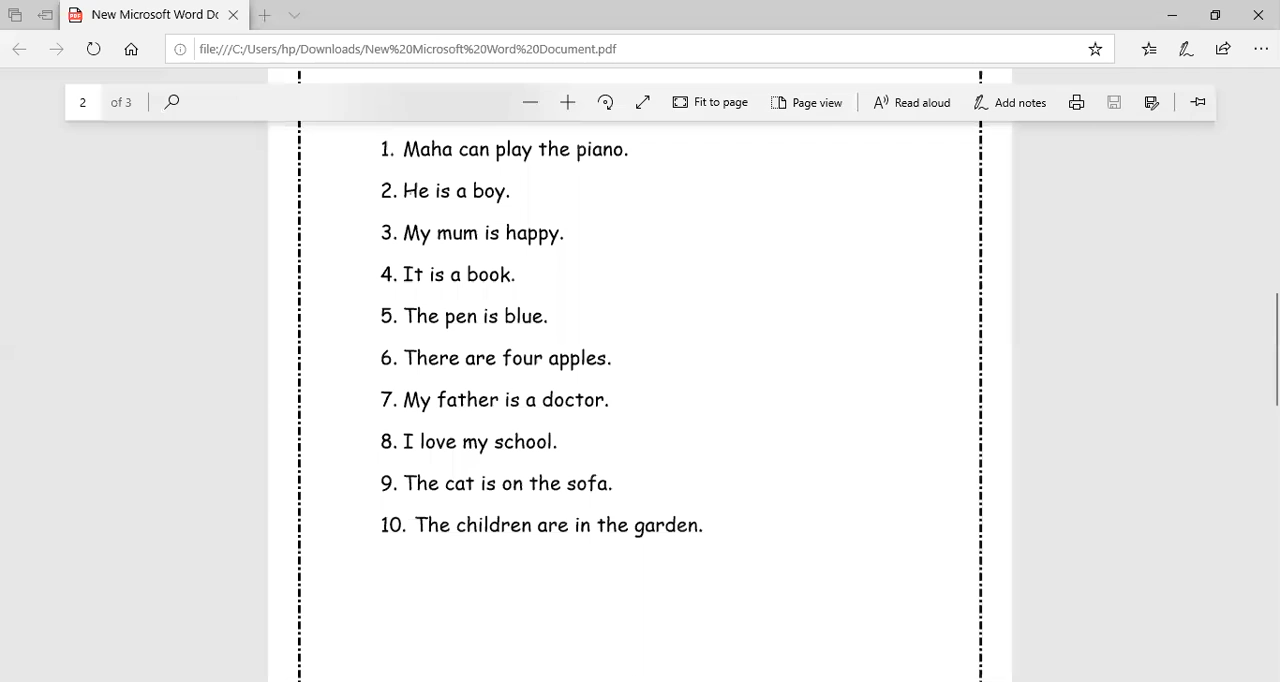 New Microsoft Word Do
file:///C:/Users/hp/Downloads/New%20Microsoft%20Word%20Document.pdf
2 of 3 Fit to page Page view Read aloud Add notes
1. Maha can play the piano.
2. He is a boy.
3. My mum is happy.
4. It is a book.
5. The pen is blue.
6. There are four apples.
7. My father is a doctor.
8. I love my school.
9. The cat is on the sofa.
10. The children are in the garden.